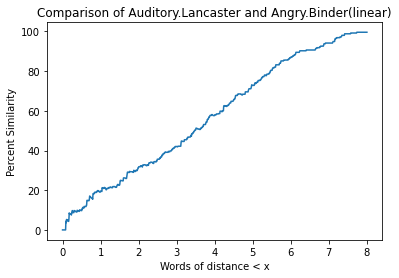 Comparison of Auditory.Lancaster and Angry.Binder(linear)
100
80
60
40
20
0
Percent Similarity
0 1 2 3 4 5 6 7 8
Words of distance < x